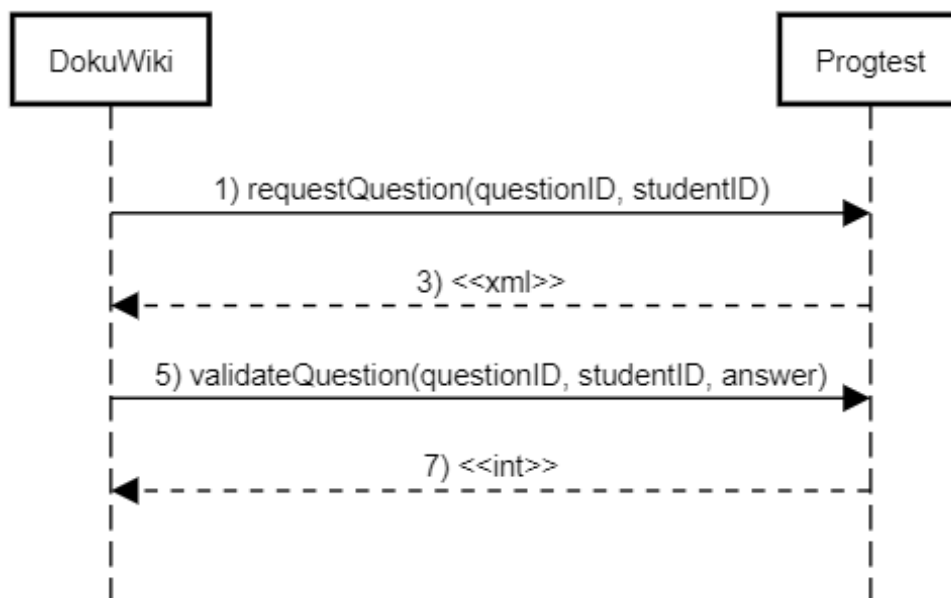 DokuWiki
Progtest
1) requestQuestion(questionID, studentID)
3) <<xml>>
5) validateQuestion(questionID, studentID, answer)
7) <<int>>